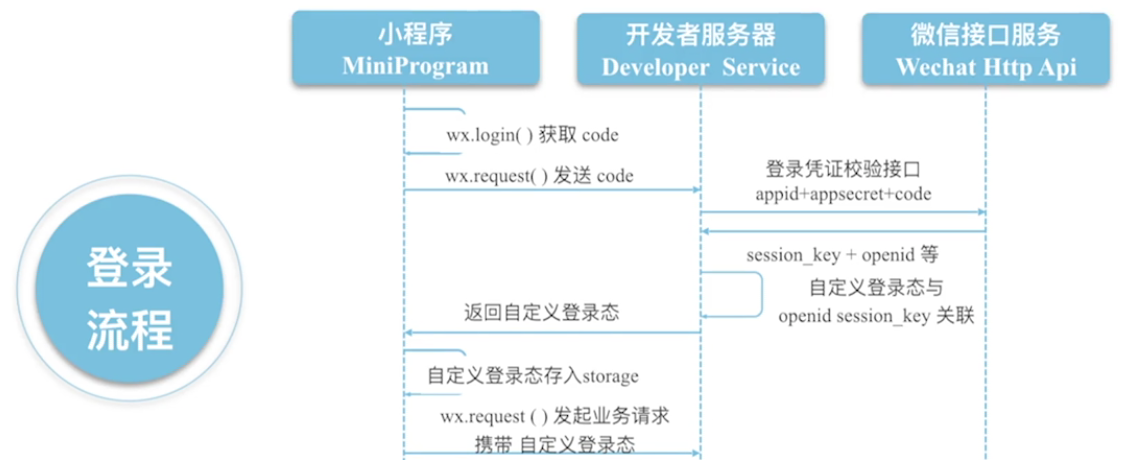 小程序
MiniProgram
开发者服务器
Developer Service
微信接口服务
Wechat Http Api
登录
流程
wx.login( ) 获取 code
wx.request( ) 发送 code
登录凭证校验接口
appid+appsecret+code
session_key + openid 等
自定义登录态与
openid session_key 关联
返回自定义登录态
自定义登录态存入storage
wx.request ( ) 发起业务请求
携带 自定义登录态